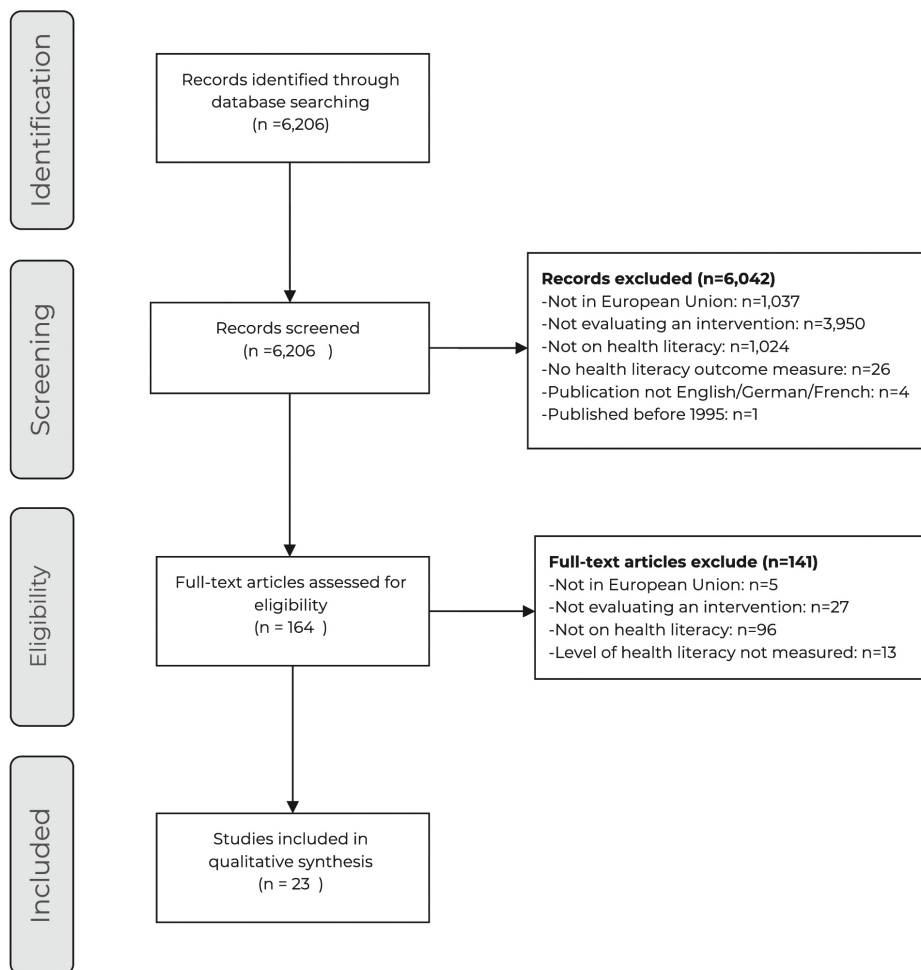 Identification
Records identified through
database searching
(n =6,206)
Screening
Records screened
(n =6,206 )
Records excluded (n=6,042)
-Not in European Union: n=1,037
-Not evaluating an intervention: n=3,950
-Not on health literacy: n=1,024
-No health literacy outcome measure: n=26
-Publication not English/German/French: n=4
-Published before 1995: n=1
Eligibility
Full-text articles assessed for
eligibility
(n = 164 )
Full-text articles exclude (n=141)
-Not in European Union: n=5
-Not evaluating an intervention: n=27
-Not on health literacy: n=96
-Level of health literacy not measured: n=13
Included
Studies included in
qualitative synthesis
(n = 23 )